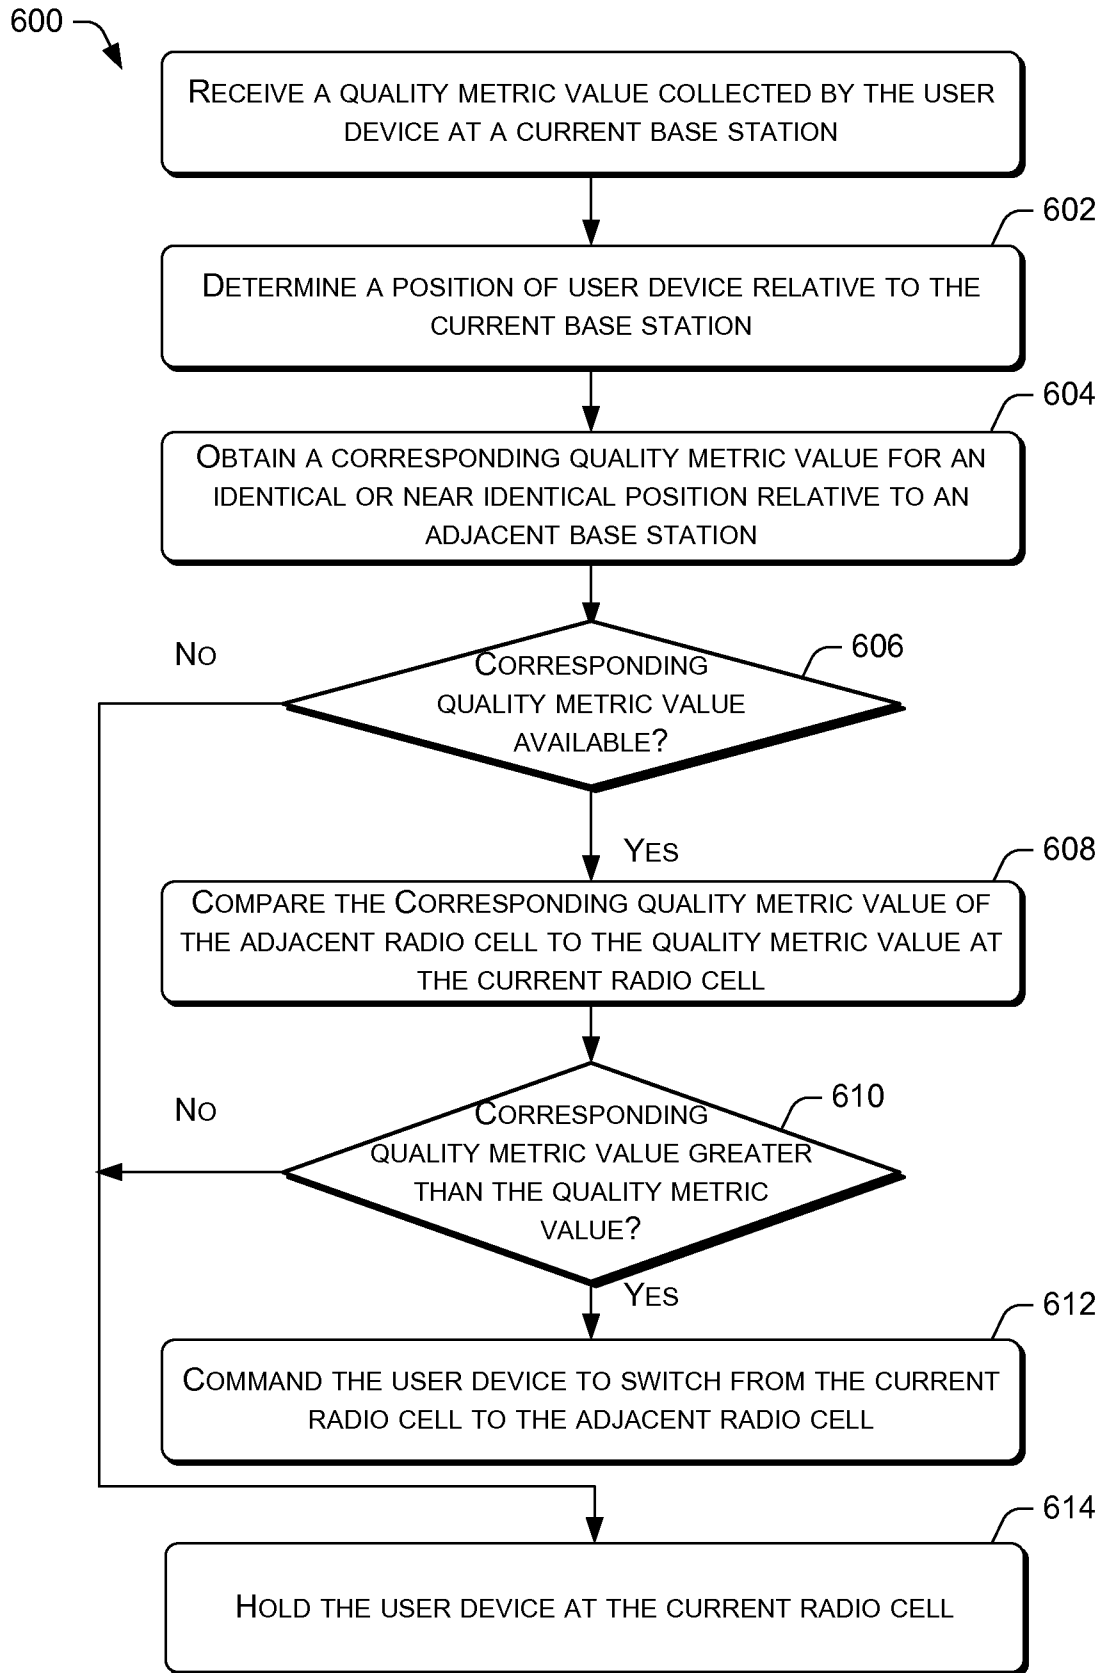 600
RECEIVE A QUALITY METRIC VALUE COLLECTED BY THE USER
DEVICE AT A CURRENT BASE STATION
602
DETERMINE A POSITION OF USER DEVICE RELATIVE TO THE
CURRENT BASE STATION
604
OBTAIN A CORRESPONDING QUALITY METRIC VALUE FOR AN
IDENTICAL OR NEAR IDENTICAL POSITION RELATIVE TO AN
ADJACENT BASE STATION
NO
606
CORRESPONDING
QUALITY METRIC VALUE
AVAILABLE?
YES
608
COMPARE THE CORRESPONDING QUALITY METRIC VALUE OF
THE ADJACENT RADIO CELL TO THE QUALITY METRIC VALUE AT
THE CURRENT RADIO CELL
NO
610
CORRESPONDING
QUALITY METRIC VALUE GREATER
THAN THE QUALITY METRIC
VALUE?
YES
612
COMMAND THE USER DEVICE TO SWITCH FROM THE CURRENT
RADIO CELL TO THE ADJACENT RADIO CELL
614
HOLD THE USER DEVICE AT THE CURRENT RADIO CELL